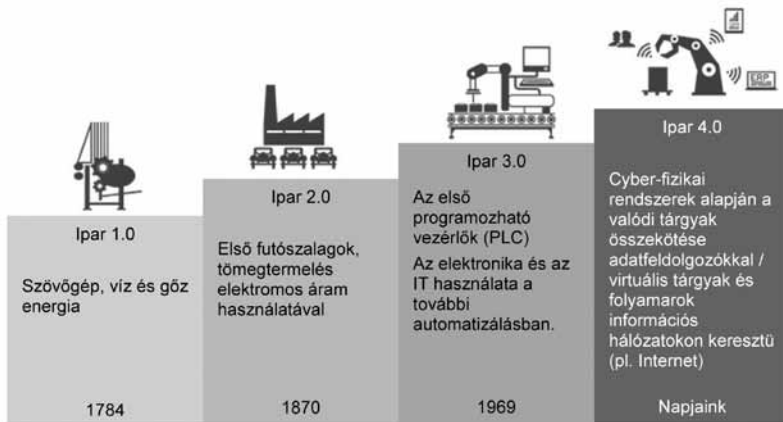 Ipar 1.0
Szövőgép, víz és gőz
energia
1784
Ipar 2.0
Első futószalagok,
tömegtermelés
elektromos áram
használatával
1870
Ipar 3.0
Az első
programozható
vezérlők (PLC)
Az elektronika és az
IT használata a
további
automatizálásban.
1969
ERP
Ipar 4.0
Cyber-fizikai
rendszerek alapján a
valódi tárgyak
összekötése
adatfeldolgozókkal /
virtuális tárgyak és
folyamarok
információs
hálózatokon keresztü
(pl. Internet)
Napjaink